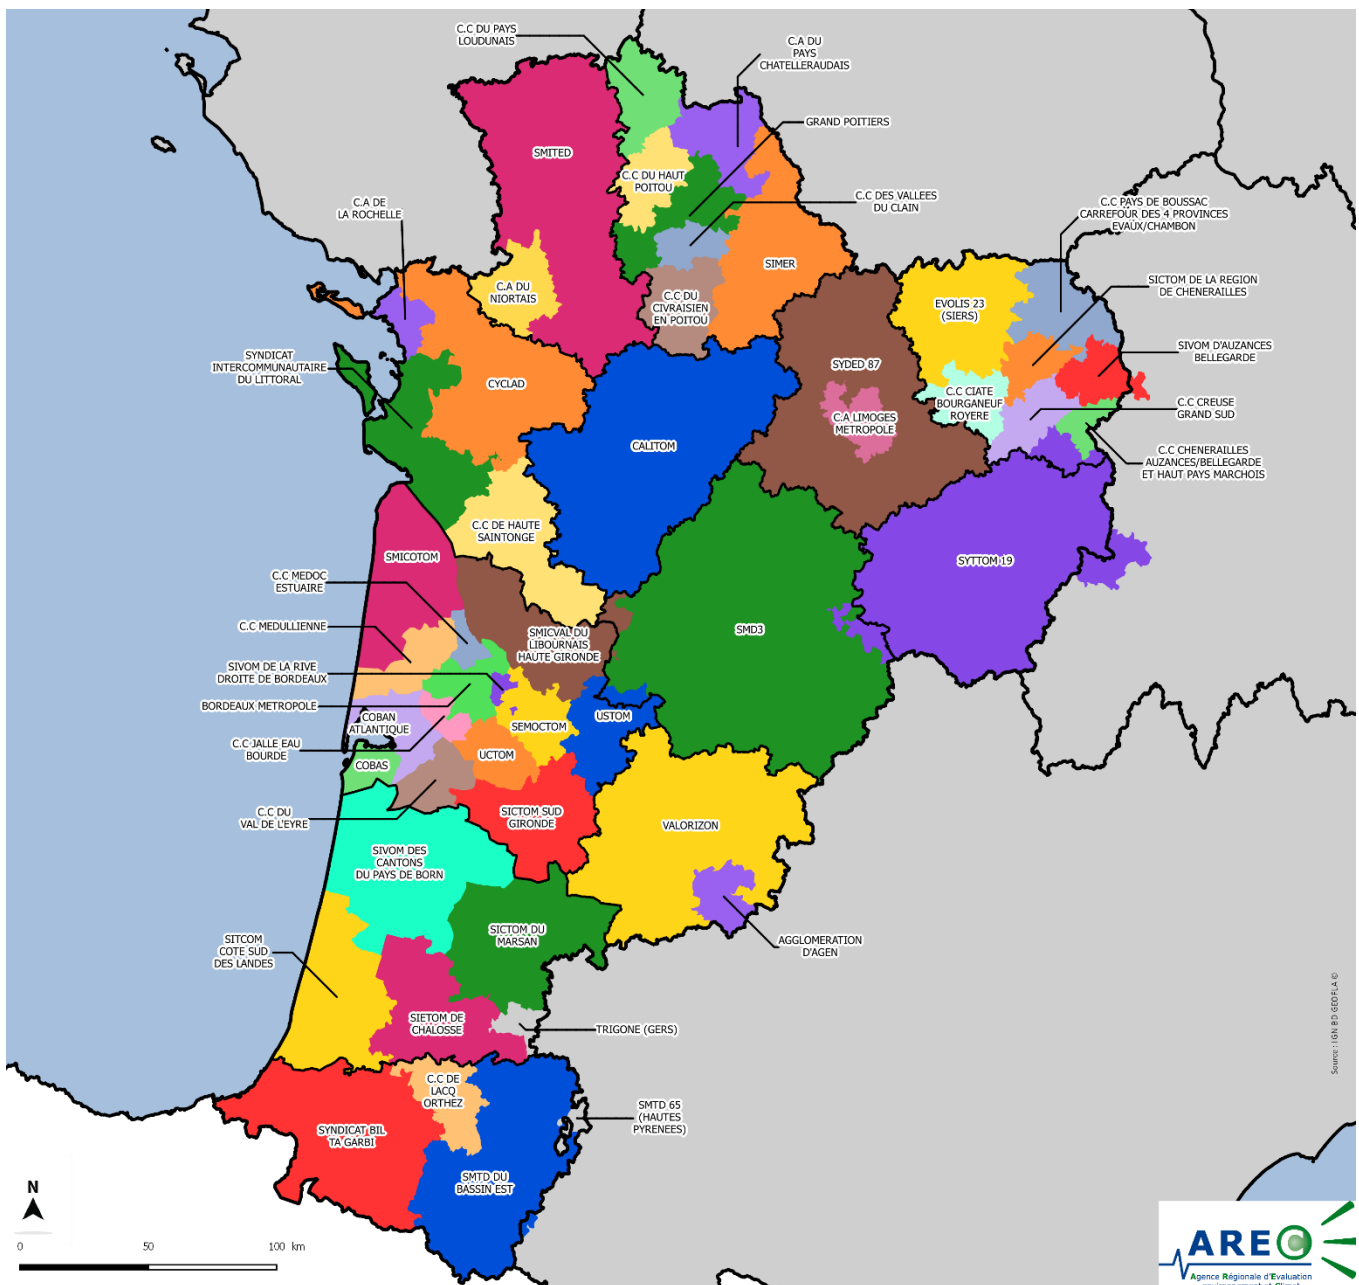 C.C DU PAYS
LOUDUNAIS
C.A DU
PAYS
CHATELLERAUDAIS
GRAND POITIERS
SMITED
C.C DU HAUT
POITOU
C.C DES VALLEES
DU CLAIN
C.A DE
LA ROCHELLE
C.C PAYS DE BOUSSAC
CARREFOUR DES 4 PROVINCES
EVAUX/CHAMBON
SIMER
C.A DU
NIORTAIS
C.C DU
CIVRAISIEN
EN POITOU
EVOLIS 23
(SIERS)
SICTOM DE LA REGION
DE CHENERAILLES
SYNDICAT
INTERCOMMUNAUTAIRE
DU LITTORAL
SIVOM D'AUZANCES
BELLEGARDE
CYCLAD
SYDED 87
C.C CIATE
BOURGANEUF
ROYERE
C.C CREUSE
GRAND SUD
C.A LIMOGES
METROPOLE
CALITOM
C.C CHENERAILLES
AUZANCES/BELLEGARDE
ET HAUT PAYS MARCHOIS
C.C DE HAUTE
SAINTONGE
SMICOTOM
SYTTOM 19
C.C MEDOC
ESTUAIRE
C.C MEDULLIENNE
SMICVAL DU
LIBOURNAIS
HAUTE GIRONDE
SMD3
SIVOM DE LA RIVE
DROITE DE BORDEAUX
BORDEAUX METROPOLE
COBAN
ATLANTIQUE
SEMOCTOM
USTOM
C.C JALLE EAU
BOURDE
COBAS
UCTOM
C.C DU
VAL DE L'EYRE
SICTOM SUD
GIRONDE
VALORIZON
SIVOM DES
CANTONS
DU PAYS DE BORN
SICTOM DU
MARSAN
AGGLOMERATION
D'AGEN
SITCOM
COTE SUD
DES LANDES
SIETOM DE
CHALOSSE
TRIGONE (GERS)
C.C DE
LACQ
ORTHEZ
SMTD 65
(HAUTES
PYRENEES)
SYNDICAT BIL
TA GARBI
SMTD DU
BASSIN EST
N
0 50 100 km
Source : IGN BD GEOFLA ©
AREC
Agence Régionale d'Evaluation
environnement et Climat